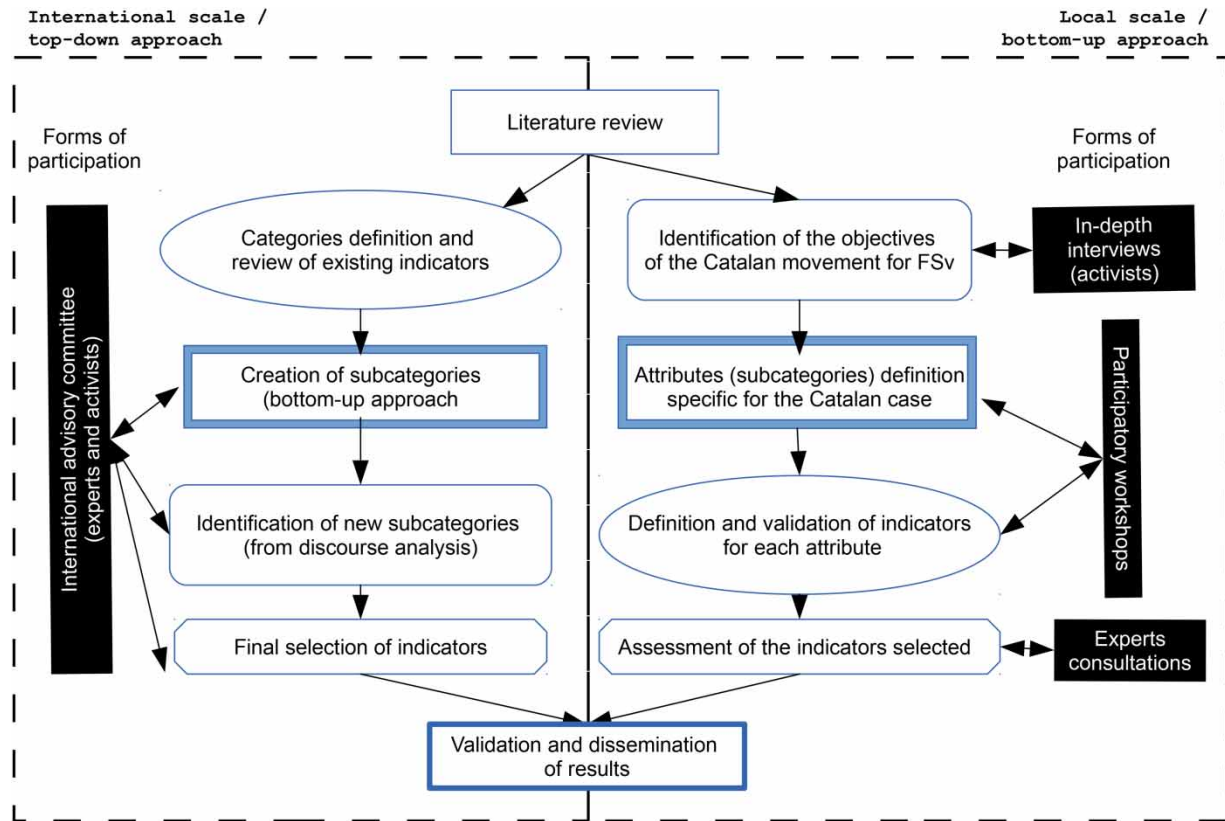 International scale /
top-down approach
Local scale /
bottom-up approach
Literature review
Forms of
participation
Forms of
participation
Categories definition and
review of existing indicators
Identification of the objectives
of the Catalan movement for FSv
In-depth
interviews
(activists)
International advisory committee
(experts and activists)
Creation of subcategories
(bottom-up approach
Attributes (subcategories) definition
specific for the Catalan case
Participatory workshops
Identification of new subcategories
(from discourse analysis)
Definition and validation of indicators
for each attribute
Final selection of indicators
Assessment of the indicators selected
Experts
consultations
Validation and dissemination
of results